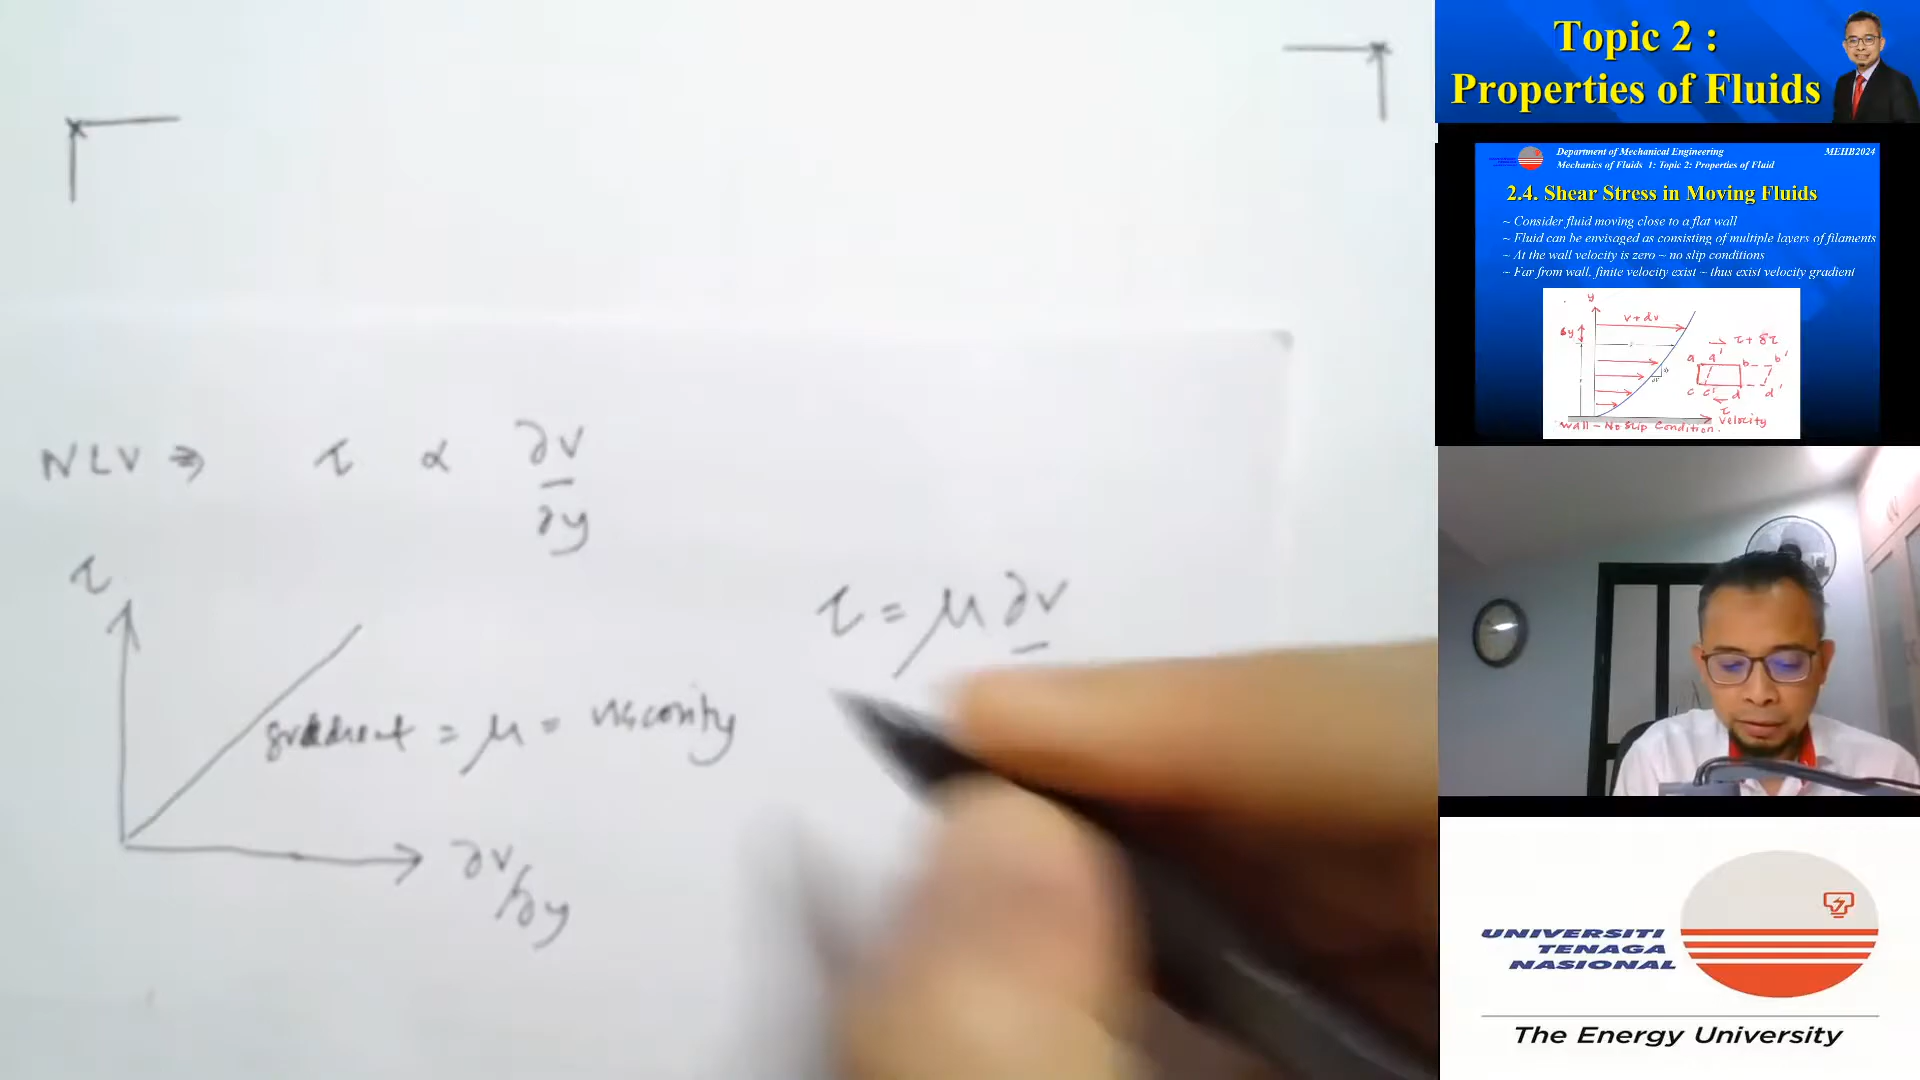 NLV ⇒ τ ∝ ∂v
∂y
τ
gradient = μ = viscosity
∂v/∂y
τ = μ ∂v
Topic 2 :
Properties of Fluids
Department of Mechanical Engineering
Mechanics of Fluids 1: Topic 2: Properties of Fluid
MEHB2024
2.4. Shear Stress in Moving Fluids
~ Consider fluid moving close to a flat wall
~ Fluid can be envisaged as consisting of multiple layers of filaments
~ At the wall velocity is zero ~ no slip conditions
~ Far from wall, finite velocity exist ~ thus exist velocity gradient
y
v + dv
δy
τ + δτ
a a' b b'
c c' d d'
τ
velocity
Wall - No Slip Condition.
UNIVERSITI
TENAGA
NASIONAL
The Energy University